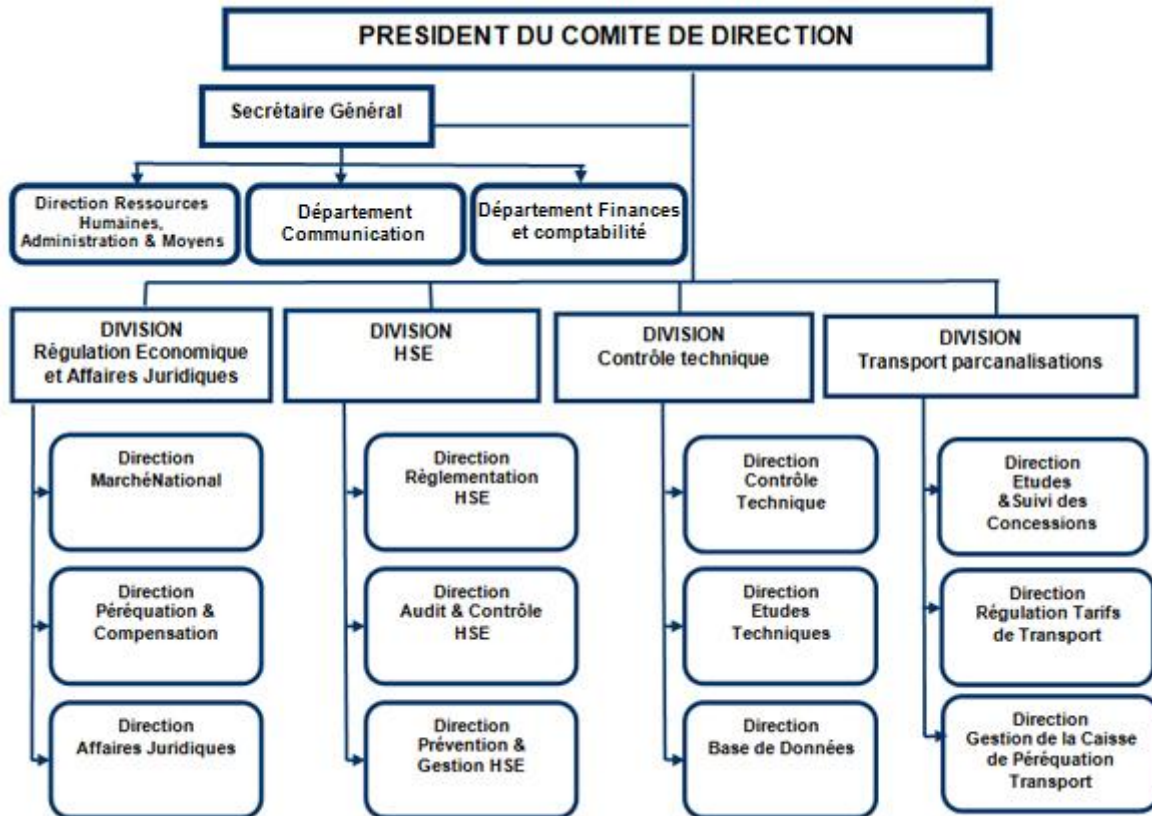 PRESIDENT DU COMITE DE DIRECTION
Secrétaire Général
Direction Ressources
Humaines,
Administration & Moyens
Département
Communication
Département Finances
et comptabilité
DIVISION
Régulation Economique
et Affaires Juridiques
DIVISION
HSE
DIVISION
Contrôle technique
DIVISION
Transport parcanalisations
Direction
MarchéNational
Direction
Règlementation
HSE
Direction
Contrôle
Technique
Direction
Etudes
&Suivi des
Concessions
Direction
Péréquation &
Compensation
Direction
Audit & Contrôle
HSE
Direction
Etudes
Techniques
Direction
Régulation Tarifs
de Transport
Direction
Affaires Juridiques
Direction
Prévention &
Gestion HSE
Direction
Base de Données
Direction
Gestion de la Caisse
de Péréquation
Transport